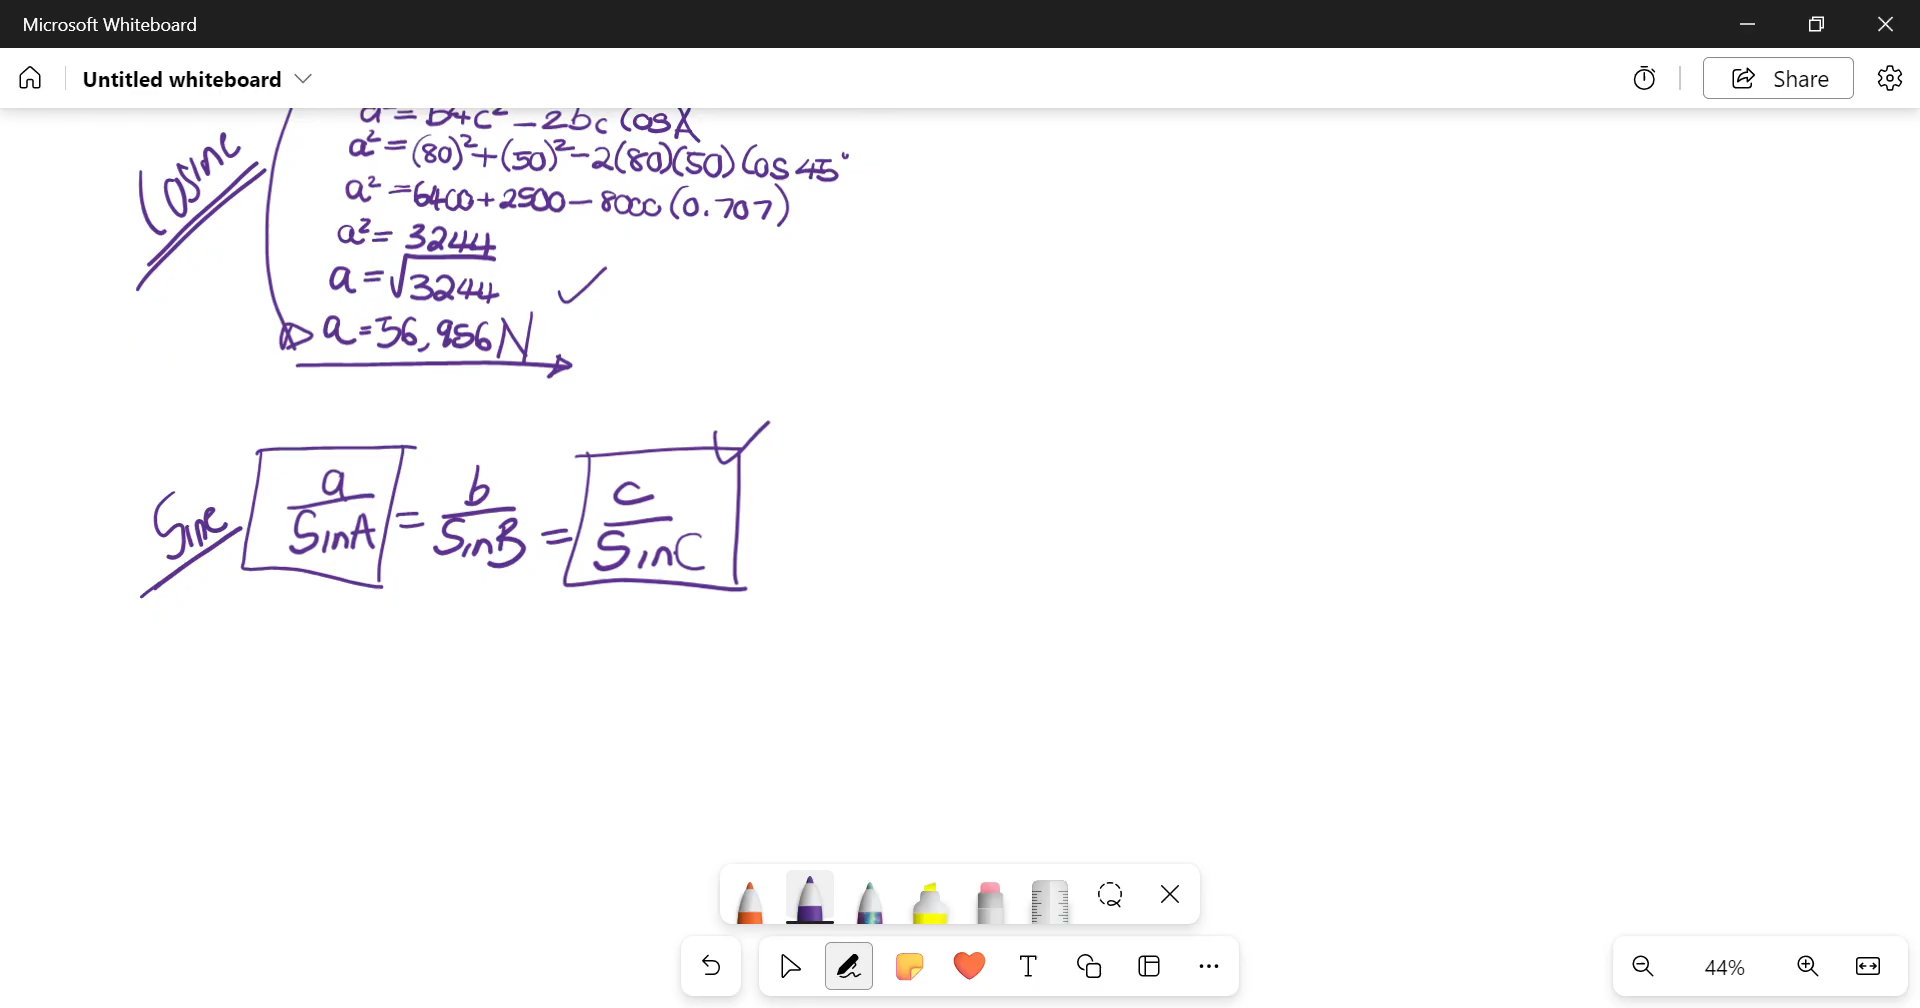 Microsoft Whiteboard
Untitled whiteboard
Share
Cosine
a² = b²+c² – 2bc Cos A
a² = (80)²+(50)²–2(80)(50) Cos 45°
a² = 6400+2500 – 8000 (0.707)
a² = 3244
a = √3244
a = 56,956 N
Sine a/SinA = b/SinB = c/SinC
T
44%